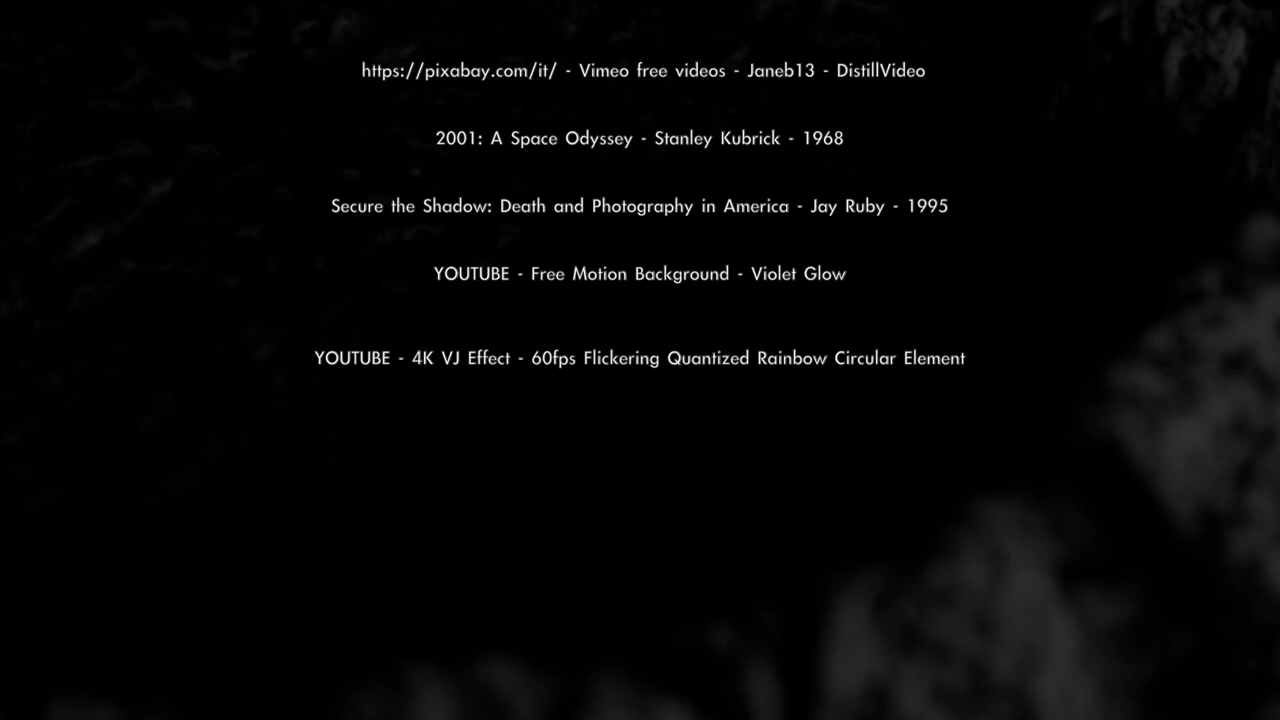 https://pixabay.com/it/ - Vimeo free videos - Janeb13 - DistillVideo
2001: A Space Odyssey - Stanley Kubrick - 1968
Secure the Shadow: Death and Photography in America - Jay Ruby - 1995
YOUTUBE - Free Motion Background - Violet Glow
YOUTUBE - 4K VJ Effect - 60fps Flickering Quantized Rainbow Circular Element